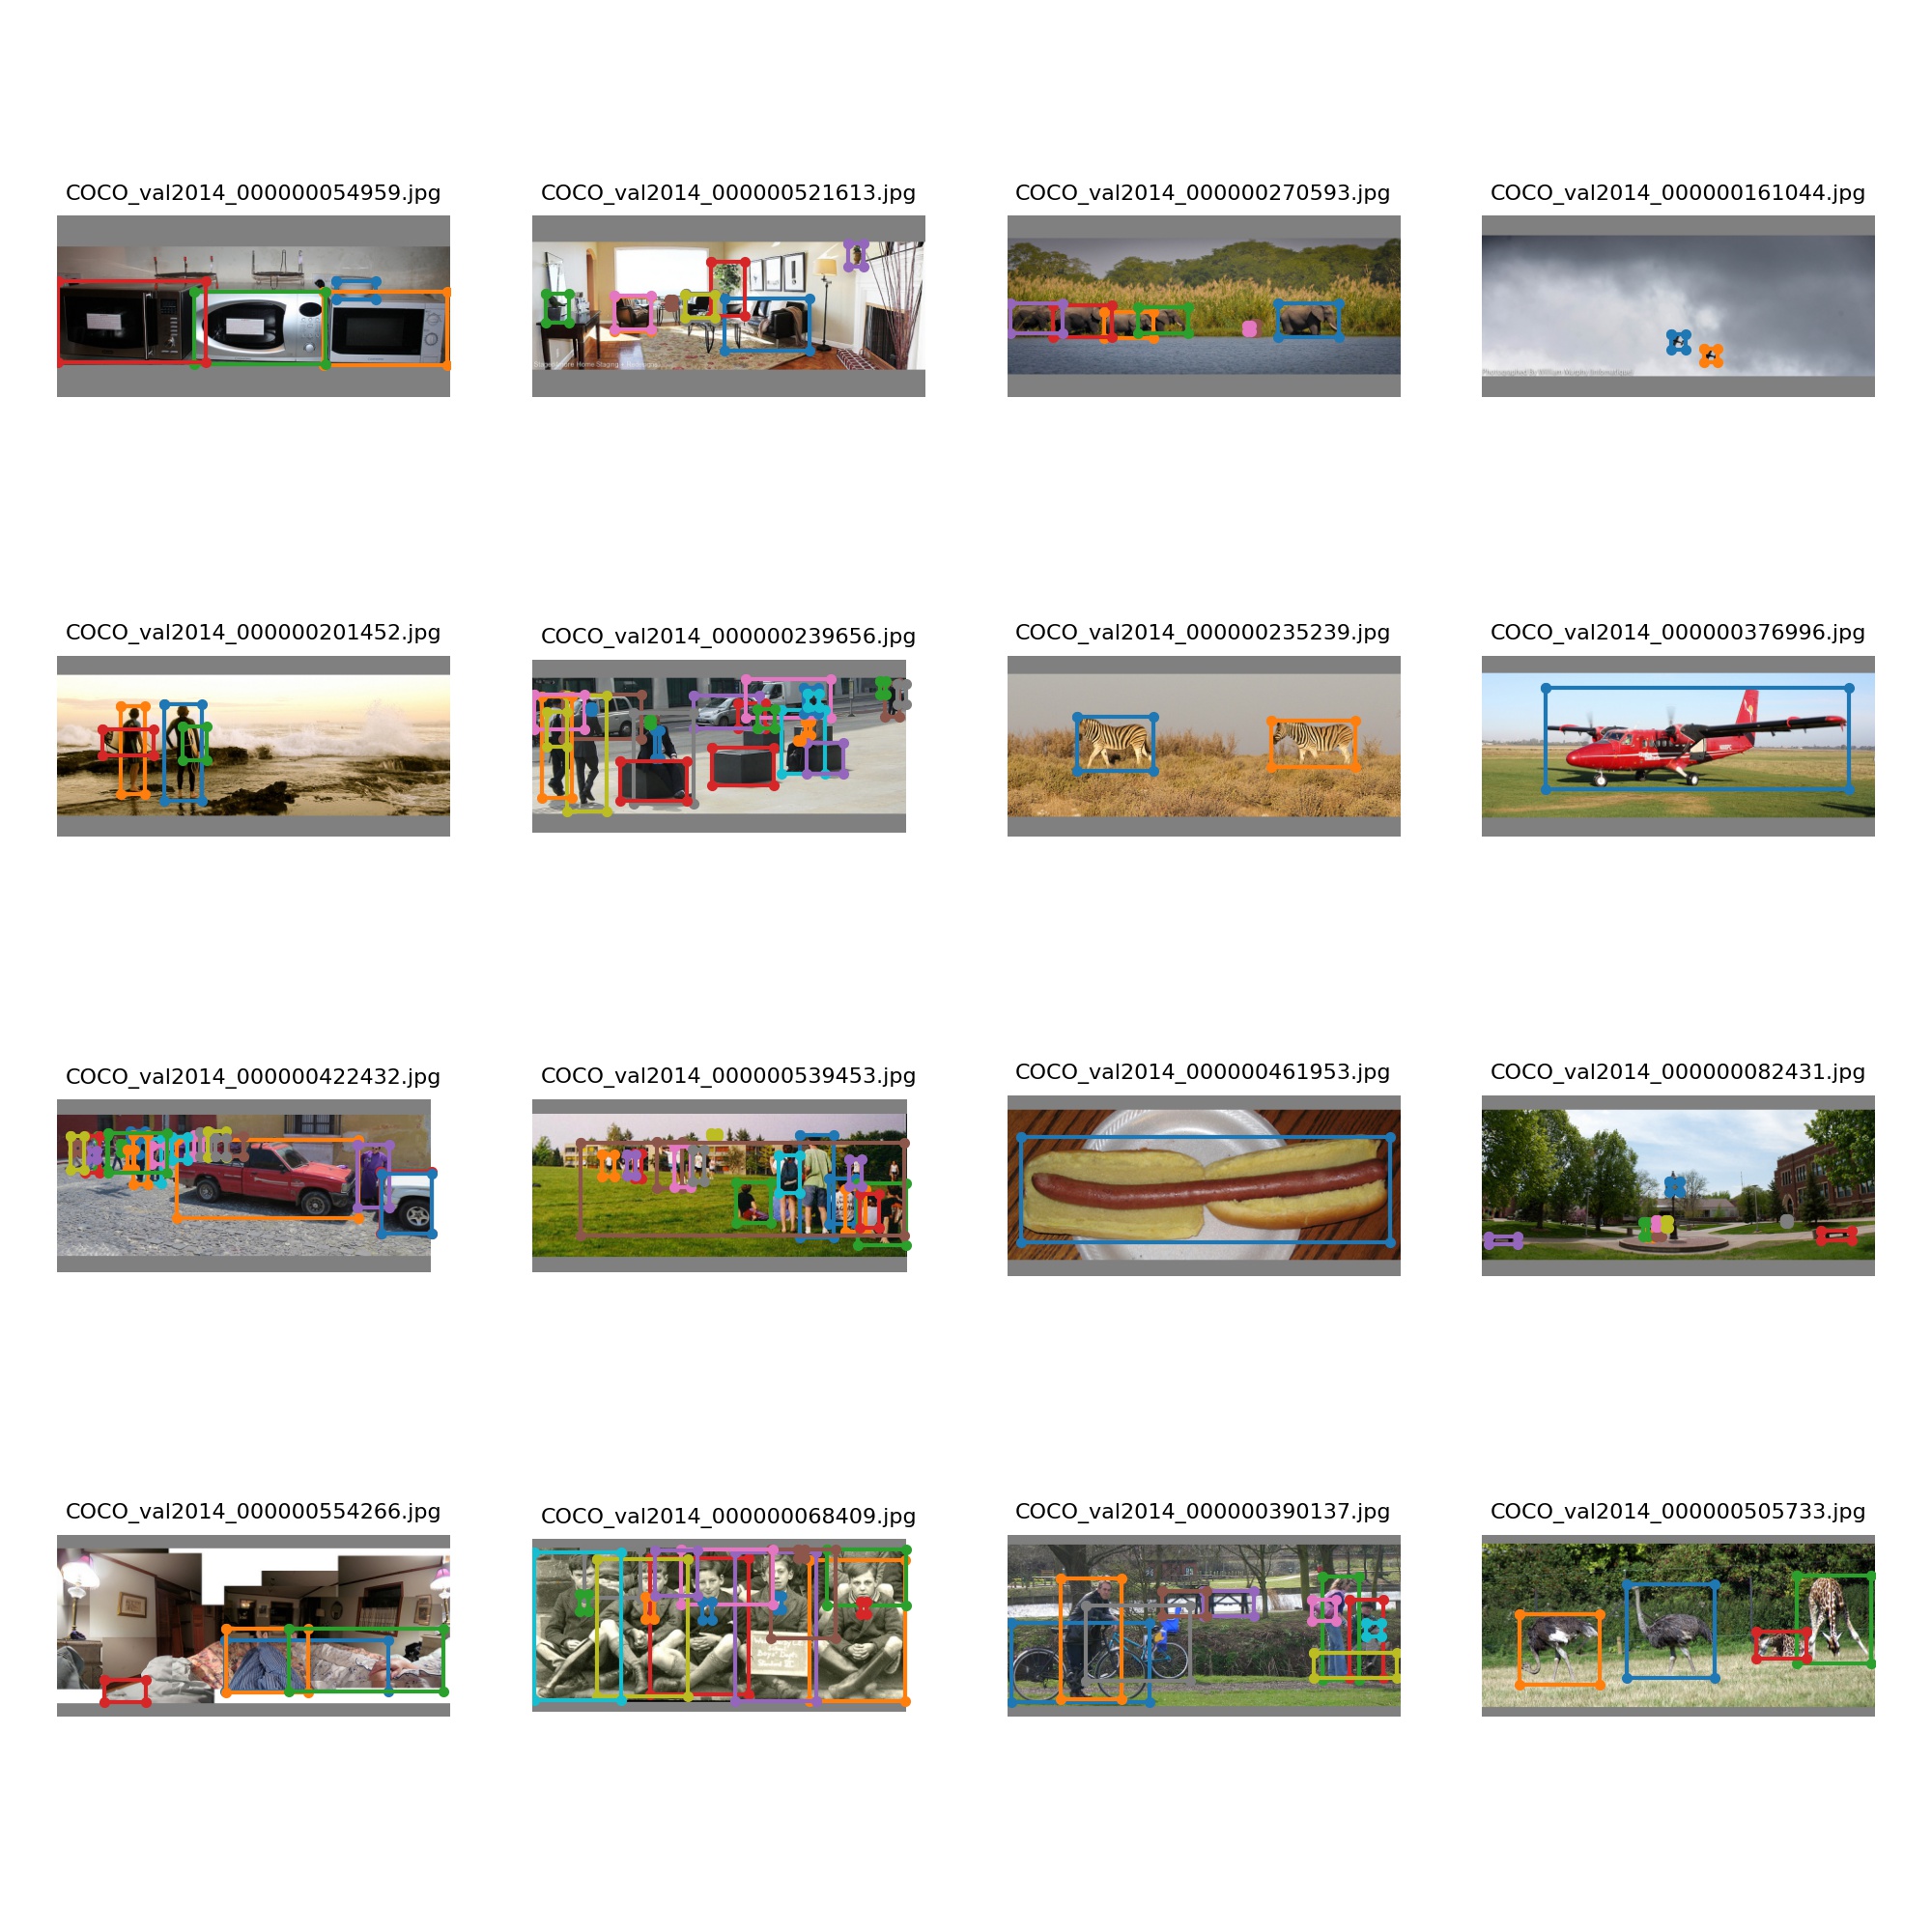 COCO_val2014_000000054959.jpg
COCO_val2014_000000521613.jpg
COCO_val2014_000000270593.jpg
COCO_val2014_000000161044.jpg
COCO_val2014_000000201452.jpg
COCO_val2014_000000239656.jpg
COCO_val2014_000000235239.jpg
COCO_val2014_000000376996.jpg
COCO_val2014_000000422432.jpg
COCO_val2014_000000539453.jpg
COCO_val2014_000000461953.jpg
COCO_val2014_000000082431.jpg
COCO_val2014_000000554266.jpg
COCO_val2014_000000068409.jpg
COCO_val2014_000000390137.jpg
COCO_val2014_000000505733.jpg